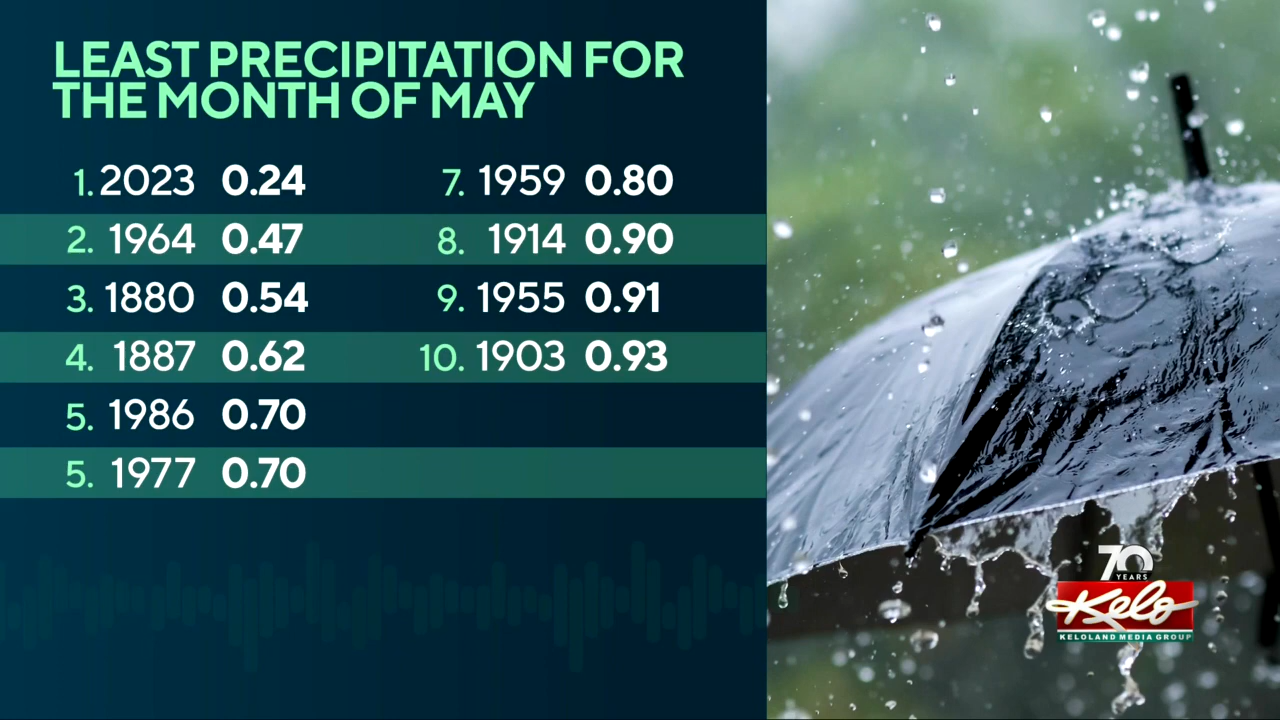 LEAST PRECIPITATION FOR
THE MONTH OF MAY
1. 2023 0.24
2. 1964 0.47
3. 1880 0.54
4. 1887 0.62
5. 1986 0.70
5. 1977 0.70
7. 1959 0.80
8. 1914 0.90
9. 1955 0.91
10. 1903 0.93
70
YEARS
Kelo
KELOLAND MEDIA GROUP